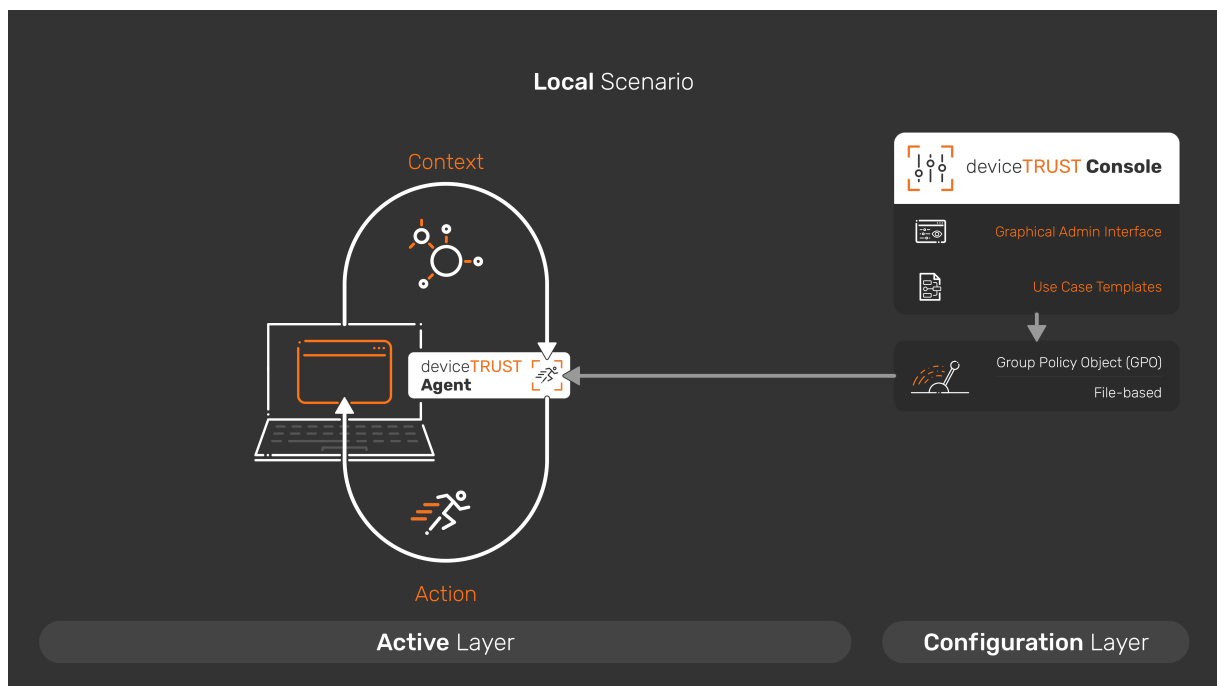 Local Scenario
Context
deviceTRUST Console
Graphical Admin Interface
Use Case Templates
deviceTRUST
Agent
Group Policy Object (GPO)
File-based
Action
Active Layer
Configuration Layer